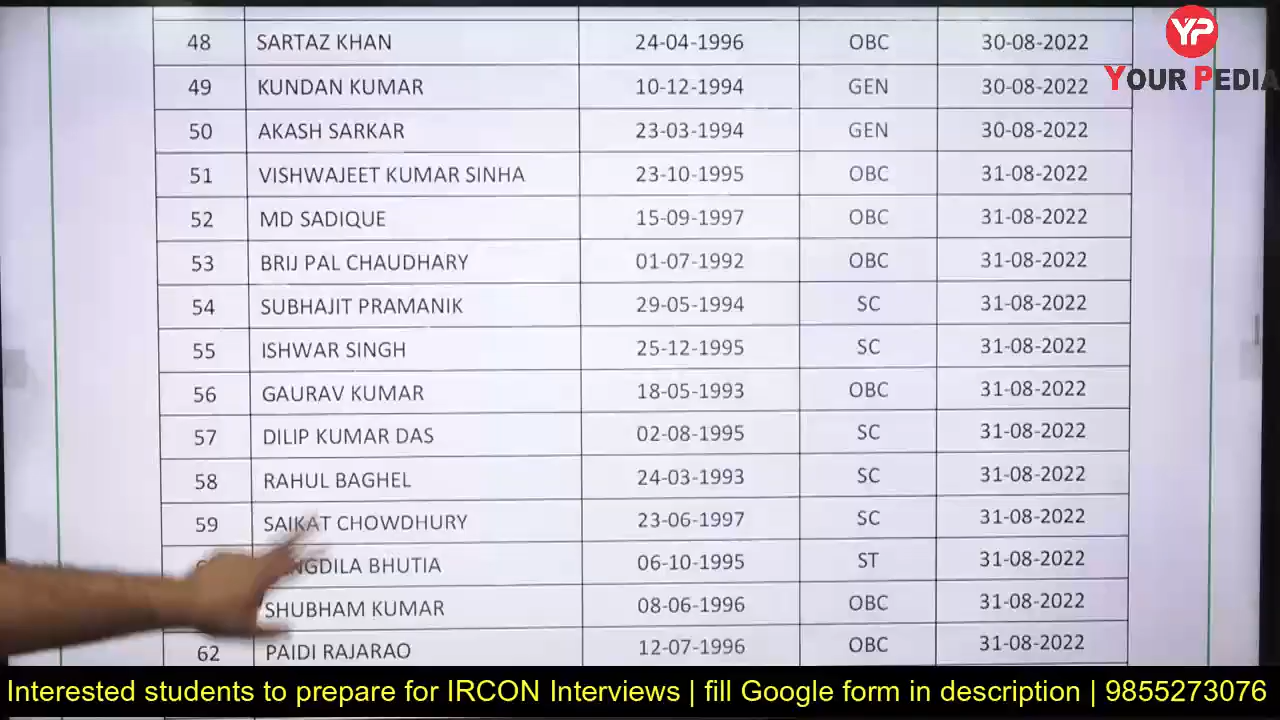 48 SARTAZ KHAN 24-04-1996 OBC 30-08-2022
49 KUNDAN KUMAR 10-12-1994 GEN 30-08-2022
50 AKASH SARKAR 23-03-1994 GEN 30-08-2022
51 VISHWAJEET KUMAR SINHA 23-10-1995 OBC 31-08-2022
52 MD SADIQUE 15-09-1997 OBC 31-08-2022
53 BRIJ PAL CHAUDHARY 01-07-1992 OBC 31-08-2022
54 SUBHAJIT PRAMANIK 29-05-1994 SC 31-08-2022
55 ISHWAR SINGH 25-12-1995 SC 31-08-2022
56 GAURAV KUMAR 18-05-1993 OBC 31-08-2022
57 DILIP KUMAR DAS 02-08-1995 SC 31-08-2022
58 RAHUL BAGHEL 24-03-1993 SC 31-08-2022
59 SAIKAT CHOWDHURY 23-06-1997 SC 31-08-2022
BHUTIA 06-10-1995 ST 31-08-2022
SHUBHAM KUMAR 08-06-1996 OBC 31-08-2022
62 PAIDI RAJARAO 12-07-1996 OBC 31-08-2022
YP
YOUR PEDIA
Interested students to prepare for IRCON Interviews | fill Google form in description | 9855273076